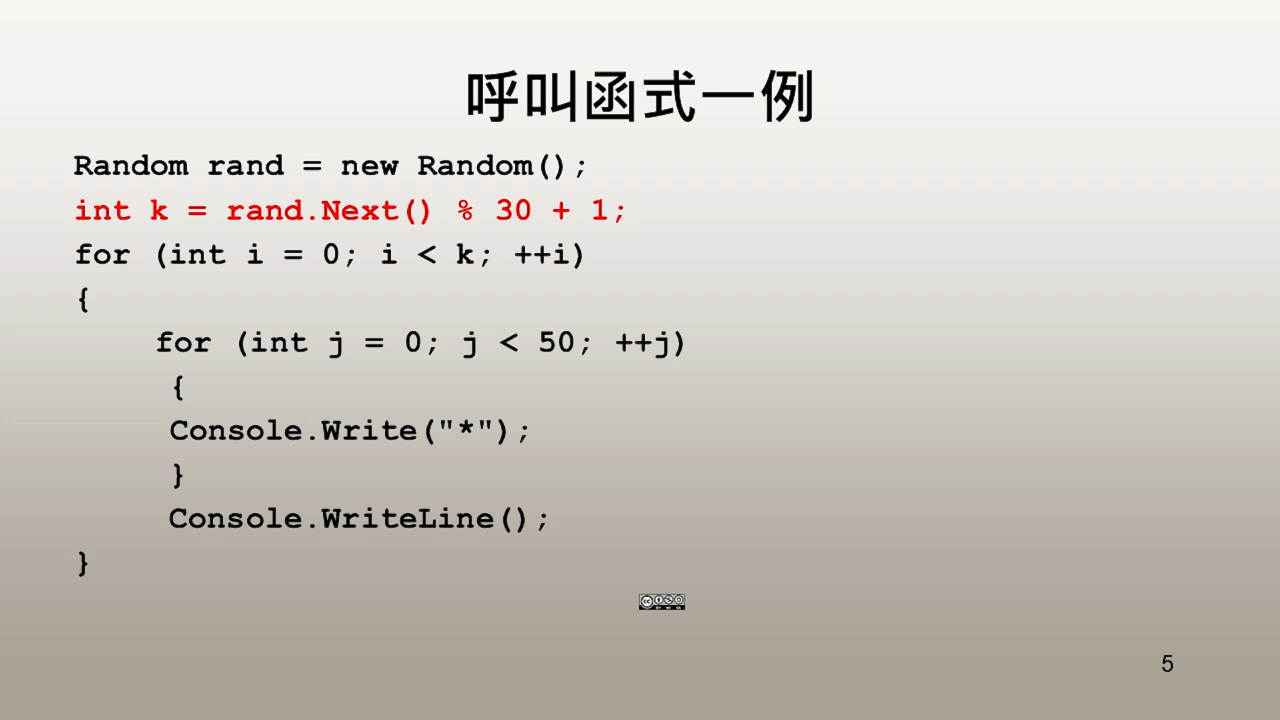 呼叫函式一例
Random rand = new Random();
int k = rand.Next() % 30 + 1;
for (int i = 0; i < k; ++i)
{
for (int j = 0; j < 50; ++j)
{
Console.Write("*");
}
Console.WriteLine();
}
5